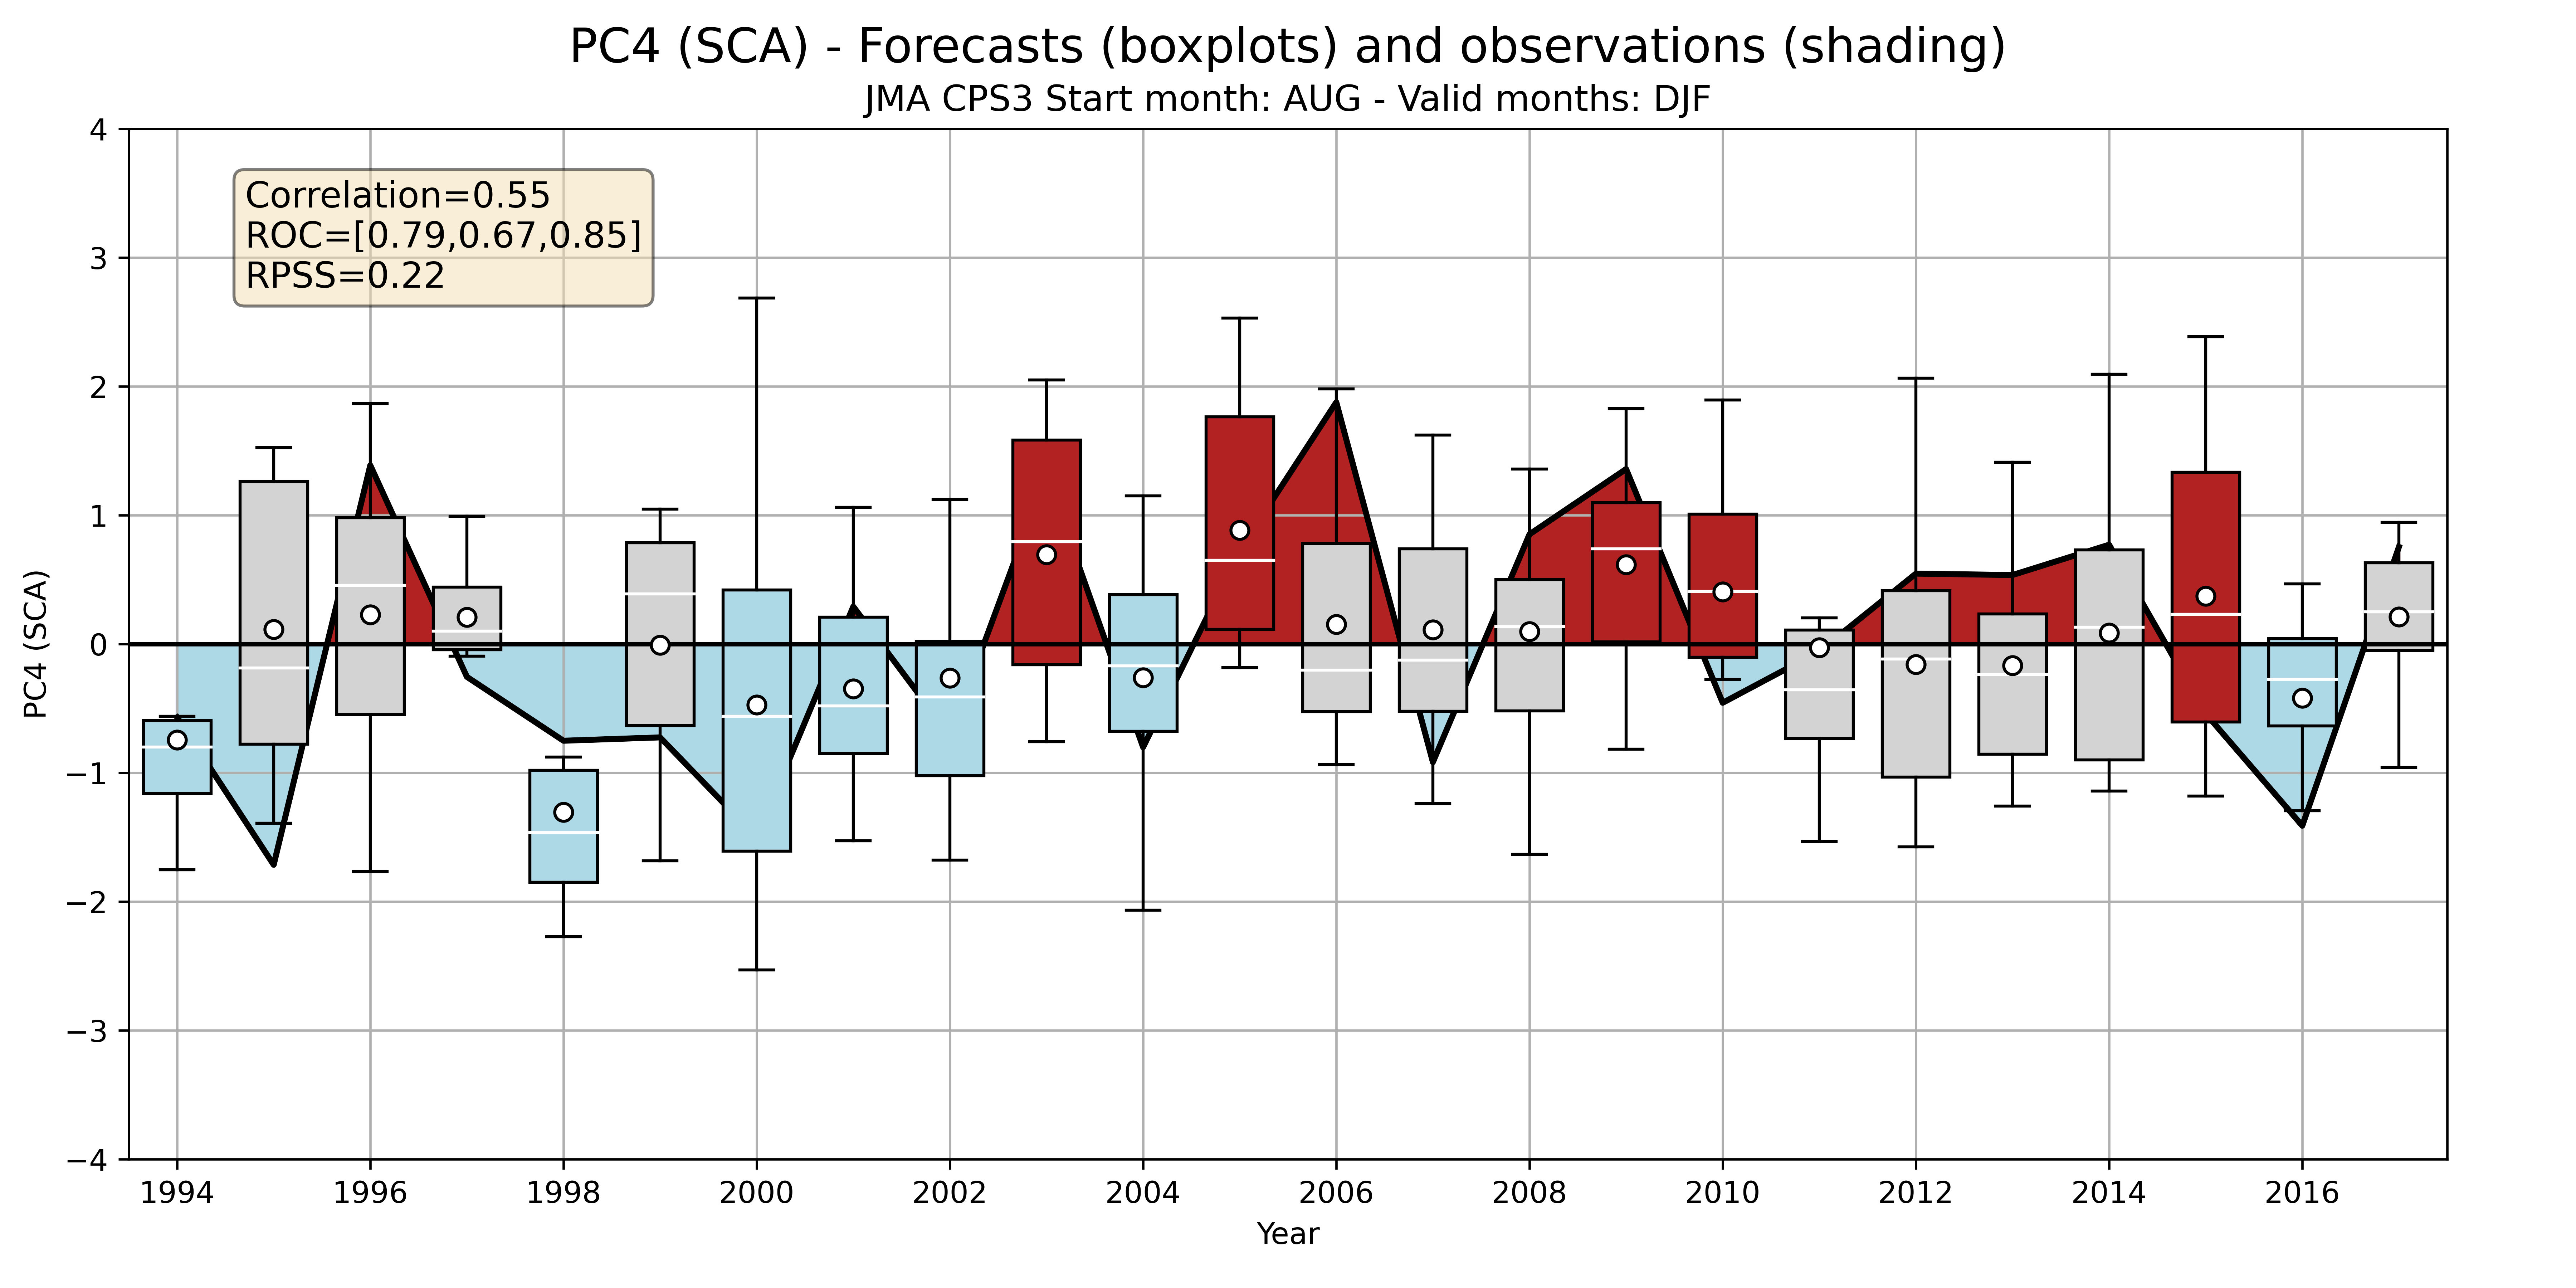 PC4 (SCA) - Forecasts (boxplots) and observations (shading)
JMA CPS3 Start month: AUG - Valid months: DJF
Correlation=0.55
ROC=[0.79,0.67,0.85]
RPSS=0.22
PC4 (SCA)
4
3
2
1
0
−1
−2
−3
−4
1994 1996 1998 2000 2002 2004 2006 2008 2010 2012 2014 2016
Year